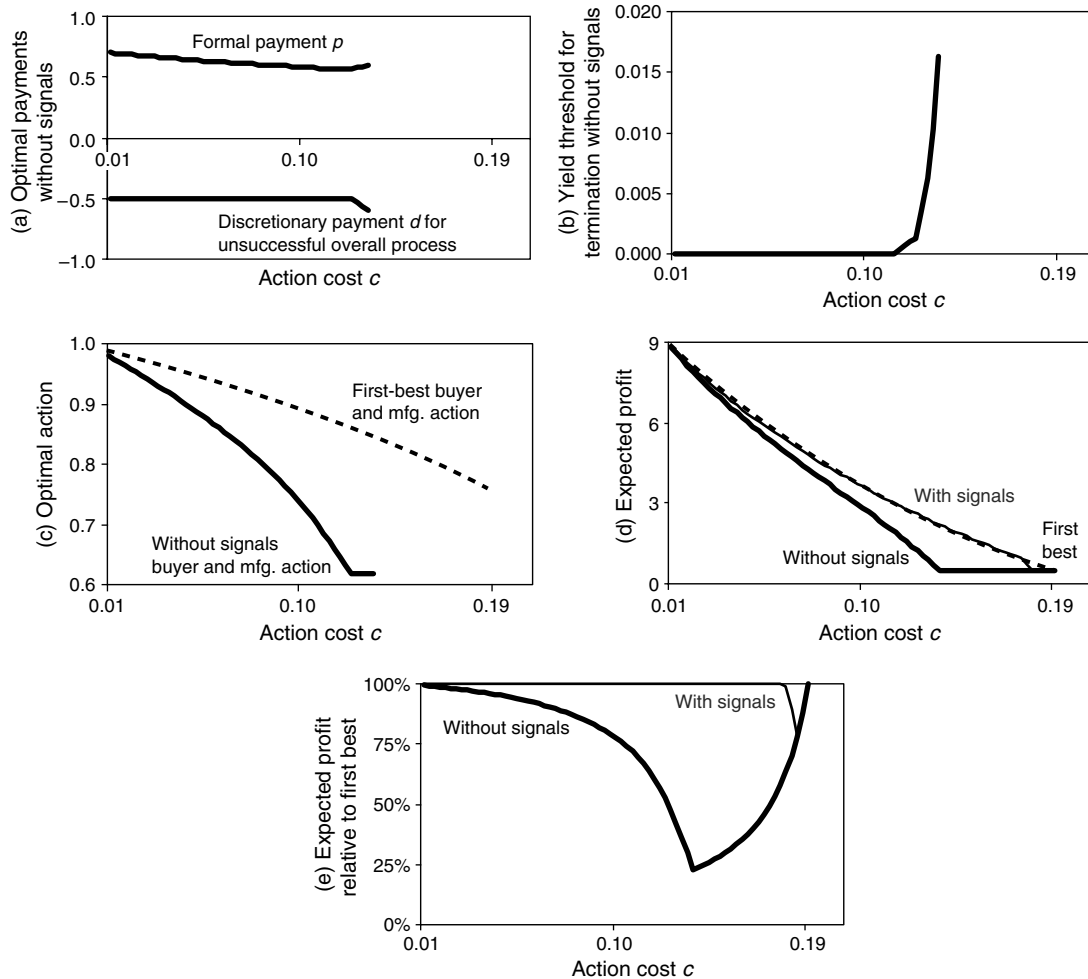 (a) Optimal payments
without signals
1.0
0.5
0.0
−0.5
−1.0
Formal payment p
0.01
0.10
0.19
Discretionary payment d for
unsuccessful overall process
Action cost c
(b) Yield threshold for
termination without signals
0.020
0.015
0.010
0.005
0.000
0.01
0.10
0.19
Action cost c
(c) Optimal action
1.0
0.9
0.8
0.7
0.6
First-best buyer
and mfg. action
Without signals
buyer and mfg. action
0.01
0.10
0.19
Action cost c
(d) Expected profit
9
6
3
0
With signals
Without signals
First
best
0.01
0.10
0.19
Action cost c
(e) Expected profit
relative to first best
100%
75%
50%
25%
0%
With signals
Without signals
0.01
0.10
0.19
Action cost c